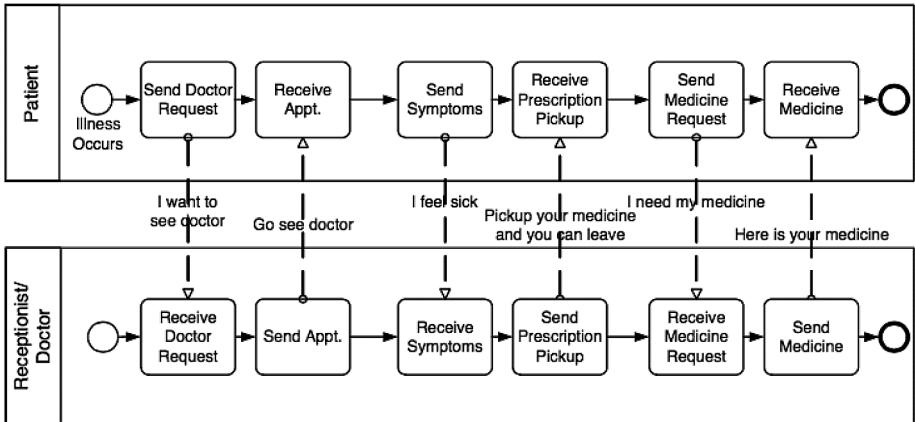 Patient
Illness
Occurs
Send Doctor
Request
Receive
Appt.
Send
Symptoms
Receive
Prescription
Pickup
Send
Medicine
Request
Receive
Medicine
I want to
see doctor
Go see doctor
I feel sick
Pickup your medicine
and you can leave
I need my medicine
Here is your medicine
Receptionist/
Doctor
Receive
Doctor
Request
Send Appt.
Receive
Symptoms
Send
Prescription
Pickup
Receive
Medicine
Request
Send
Medicine